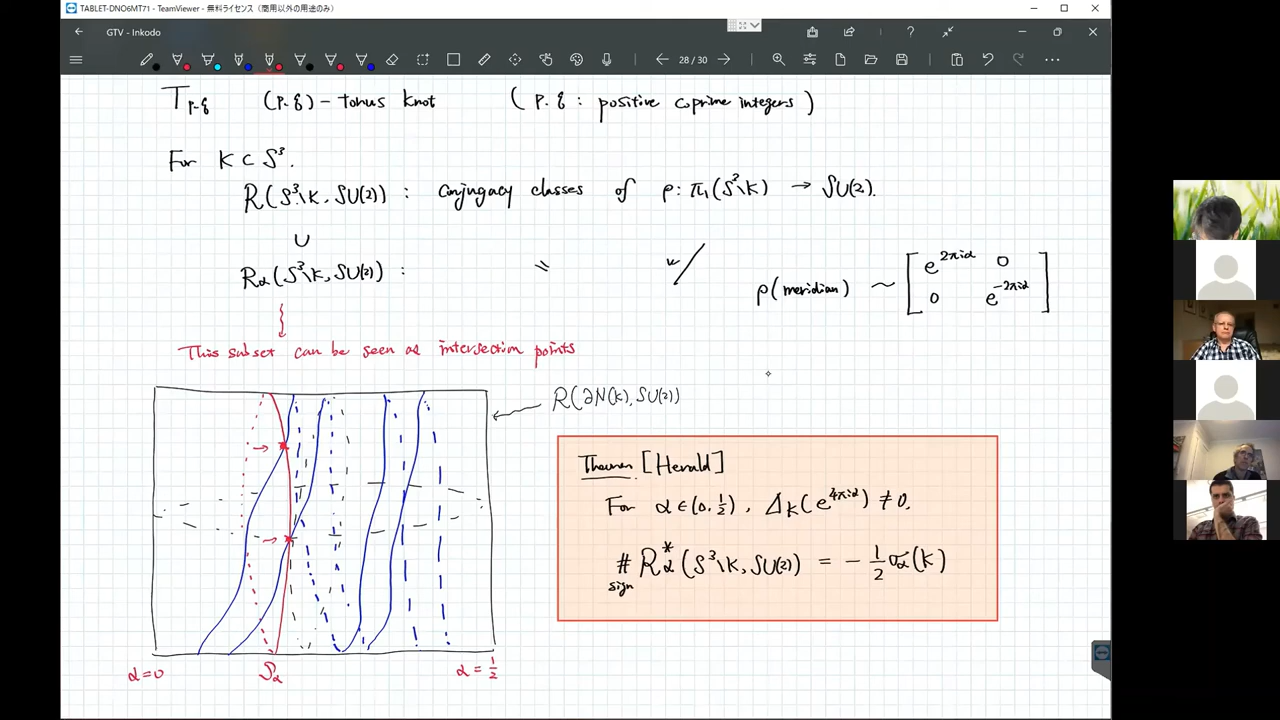 TABLET-DNO6MT71 - TeamViewer - 無料ライセンス (商用以外の用途のみ)
GTV - Inkodo
28 / 30
T_{p.q} (p.q) - torus knot ( p.q : positive coprime integers )
For K ⊂ S³.
R(S³\K, SU(2)) : conjugacy classes of ρ: π₁(S³\K) → SU(2).
∪
R_α(S³\K, SU(2)) : 〃 w/ ρ(meridian) ~ [ e^{2πiα} 0
0 e^{-2πiα} ]
This subset can be seen as intersection points
R(∂N(K), SU(2))
Theorem [Herald]
For α ∈ (0, 1/2), Δ_K(e^{4πiα}) ≠ 0,
# R*_α(S³\K, SU(2)) = - 1/2 σ_α(K)
sign
α=0 S_α α = 1/2